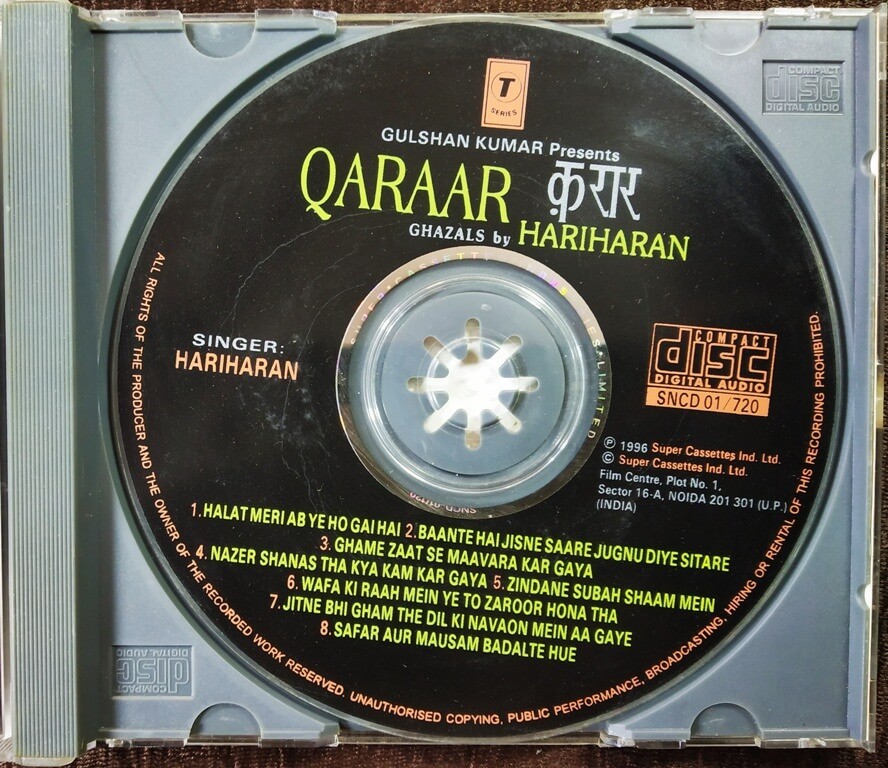 T
SERIES
GULSHAN KUMAR Presents
QARAAR क़रार
GHAZALS by HARIHARAN
SINGER:
HARIHARAN
COMPACT
disc
DIGITAL AUDIO
SNCD 01/720
℗ 1996 Super Cassettes Ind. Ltd.
© Super Cassettes Ind. Ltd.
Film Centre, Plot No. 1,
Sector 16-A, NOIDA 201 301 (U.P.)
(INDIA)
1.HALAT MERI AB YE HO GAI HAI 2.BAANTE HAI JISNE SAARE JUGNU DIYE SITARE
3. GHAME ZAAT SE MAAVARA KAR GAYA
4. NAZER SHANAS THA KYA KAM KAR GAYA 5. ZINDANE SUBAH SHAAM MEIN
6. WAFA KI RAAH MEIN YE TO ZAROOR HONA THA
7. JITNE BHI GHAM THE DIL KI NAVAON MEIN AA GAYE
8. SAFAR AUR MAUSAM BADALTE HUE
ALL RIGHTS OF THE PRODUCER AND THE OWNER OF THE RECORDED WORK RESERVED. UNAUTHORISED COPYING, PUBLIC PERFORMANCE, BROADCASTING, HIRING OR RENTAL OF THIS RECORDING PROHIBITED.
COMPACT
disc
DIGITAL AUDIO
COMPACT
disc
DIGITAL AUDIO
LIMITED